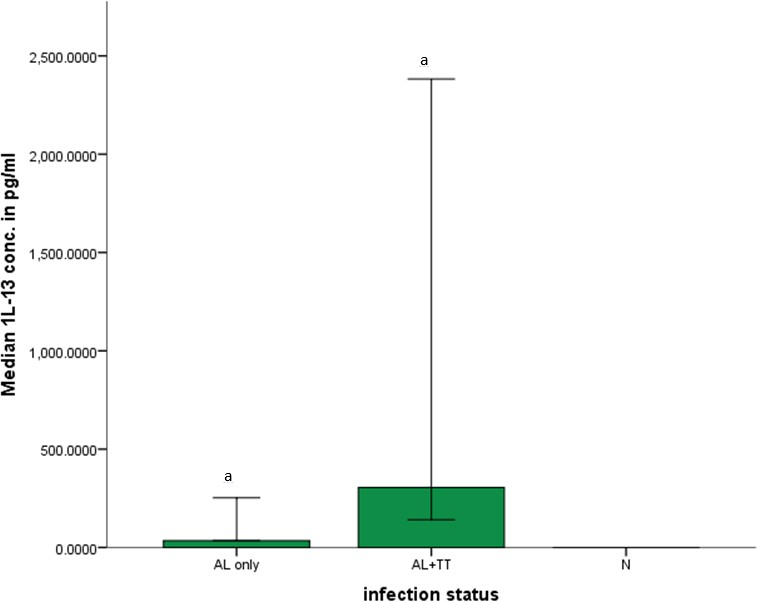 Median 1L-13 conc. in pg/ml
2,500.0000
2,000.0000
1,500.0000
1,000.0000
500.0000
0.0000
a
a
AL only
AL+TT
N
infection status